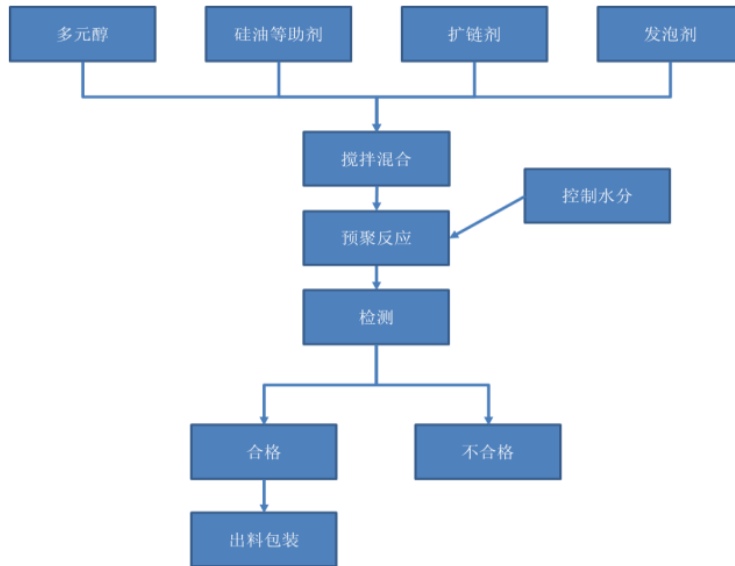 多元醇
硅油等助剂
扩链剂
发泡剂
搅拌混合
控制水分
预聚反应
检测
合格
不合格
出料包装